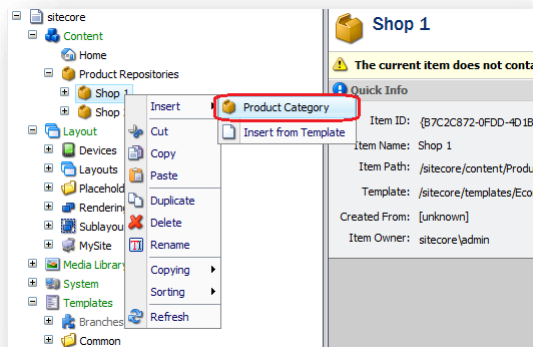 sitecore
Content
Home
Product Repositories
Shop 1
Shop
Layout
Devices
Layouts
Placehold
Rendering
Sublayou
MySite
Media Library
System
Templates
Branches
Common
Insert
Cut
Copy
Paste
Duplicate
Delete
Rename
Copying
Sorting
Refresh
Product Category
Insert from Template
Shop 1
The current item does not conta
Quick Info
Item ID: {B7C2C872-0FDD-4D1B
Item Name: Shop 1
Item Path: /sitecore/content/Produ
Template: /sitecore/templates/Eco
Created From: [unknown]
Item Owner: sitecore\admin